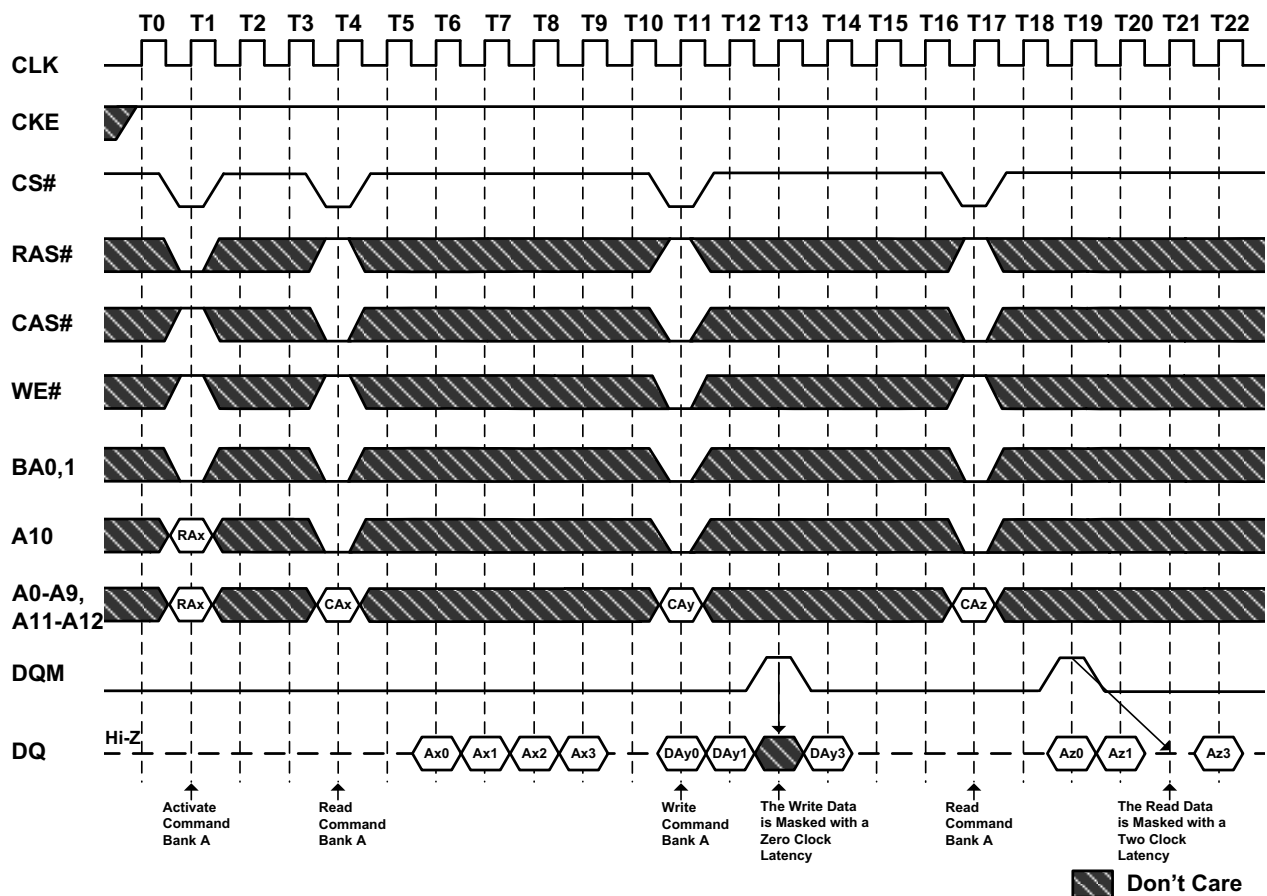 T0 T1 T2 T3 T4 T5 T6 T7 T8 T9 T10 T11 T12 T13 T14 T15 T16 T17 T18 T19 T20 T21 T22
CLK
CKE
CS#
RAS#
CAS#
WE#
BA0,1
A10
RAx
A0-A9,
A11-A12
RAx CAx CAy CAz
DQM
DQ
Hi-Z
Ax0 Ax1 Ax2 Ax3 DAy0 DAy1 DAy3 Az0 Az1 Az3
Activate
Command
Bank A
Read
Command
Bank A
Write
Command
Bank A
The Write Data
is Masked with a
Zero Clock
Latency
Read
Command
Bank A
The Read Data
is Masked with a
Two Clock
Latency
Don't Care